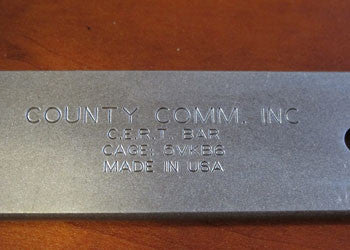 COUNTY COMM. INC
C.E.R.T. BAR
CAGE: 5VKB6
MADE IN USA